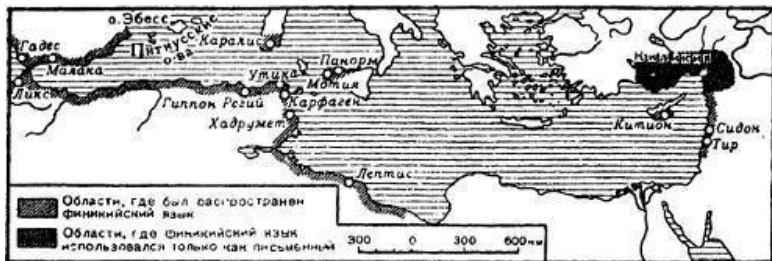 о. Эбесс
Питиусские
о-ва
Гадес
Малака
Ликс
Каралис
Панорм
Утика
Мотия
Гиппон Регий
Карфаген
Хадрумет
Лептис
Китион
Сидон
Тир
Области, где был распространен
финикийский язык
Области, где финикийский язык
использовался только как письменный
300 0 300 600 км